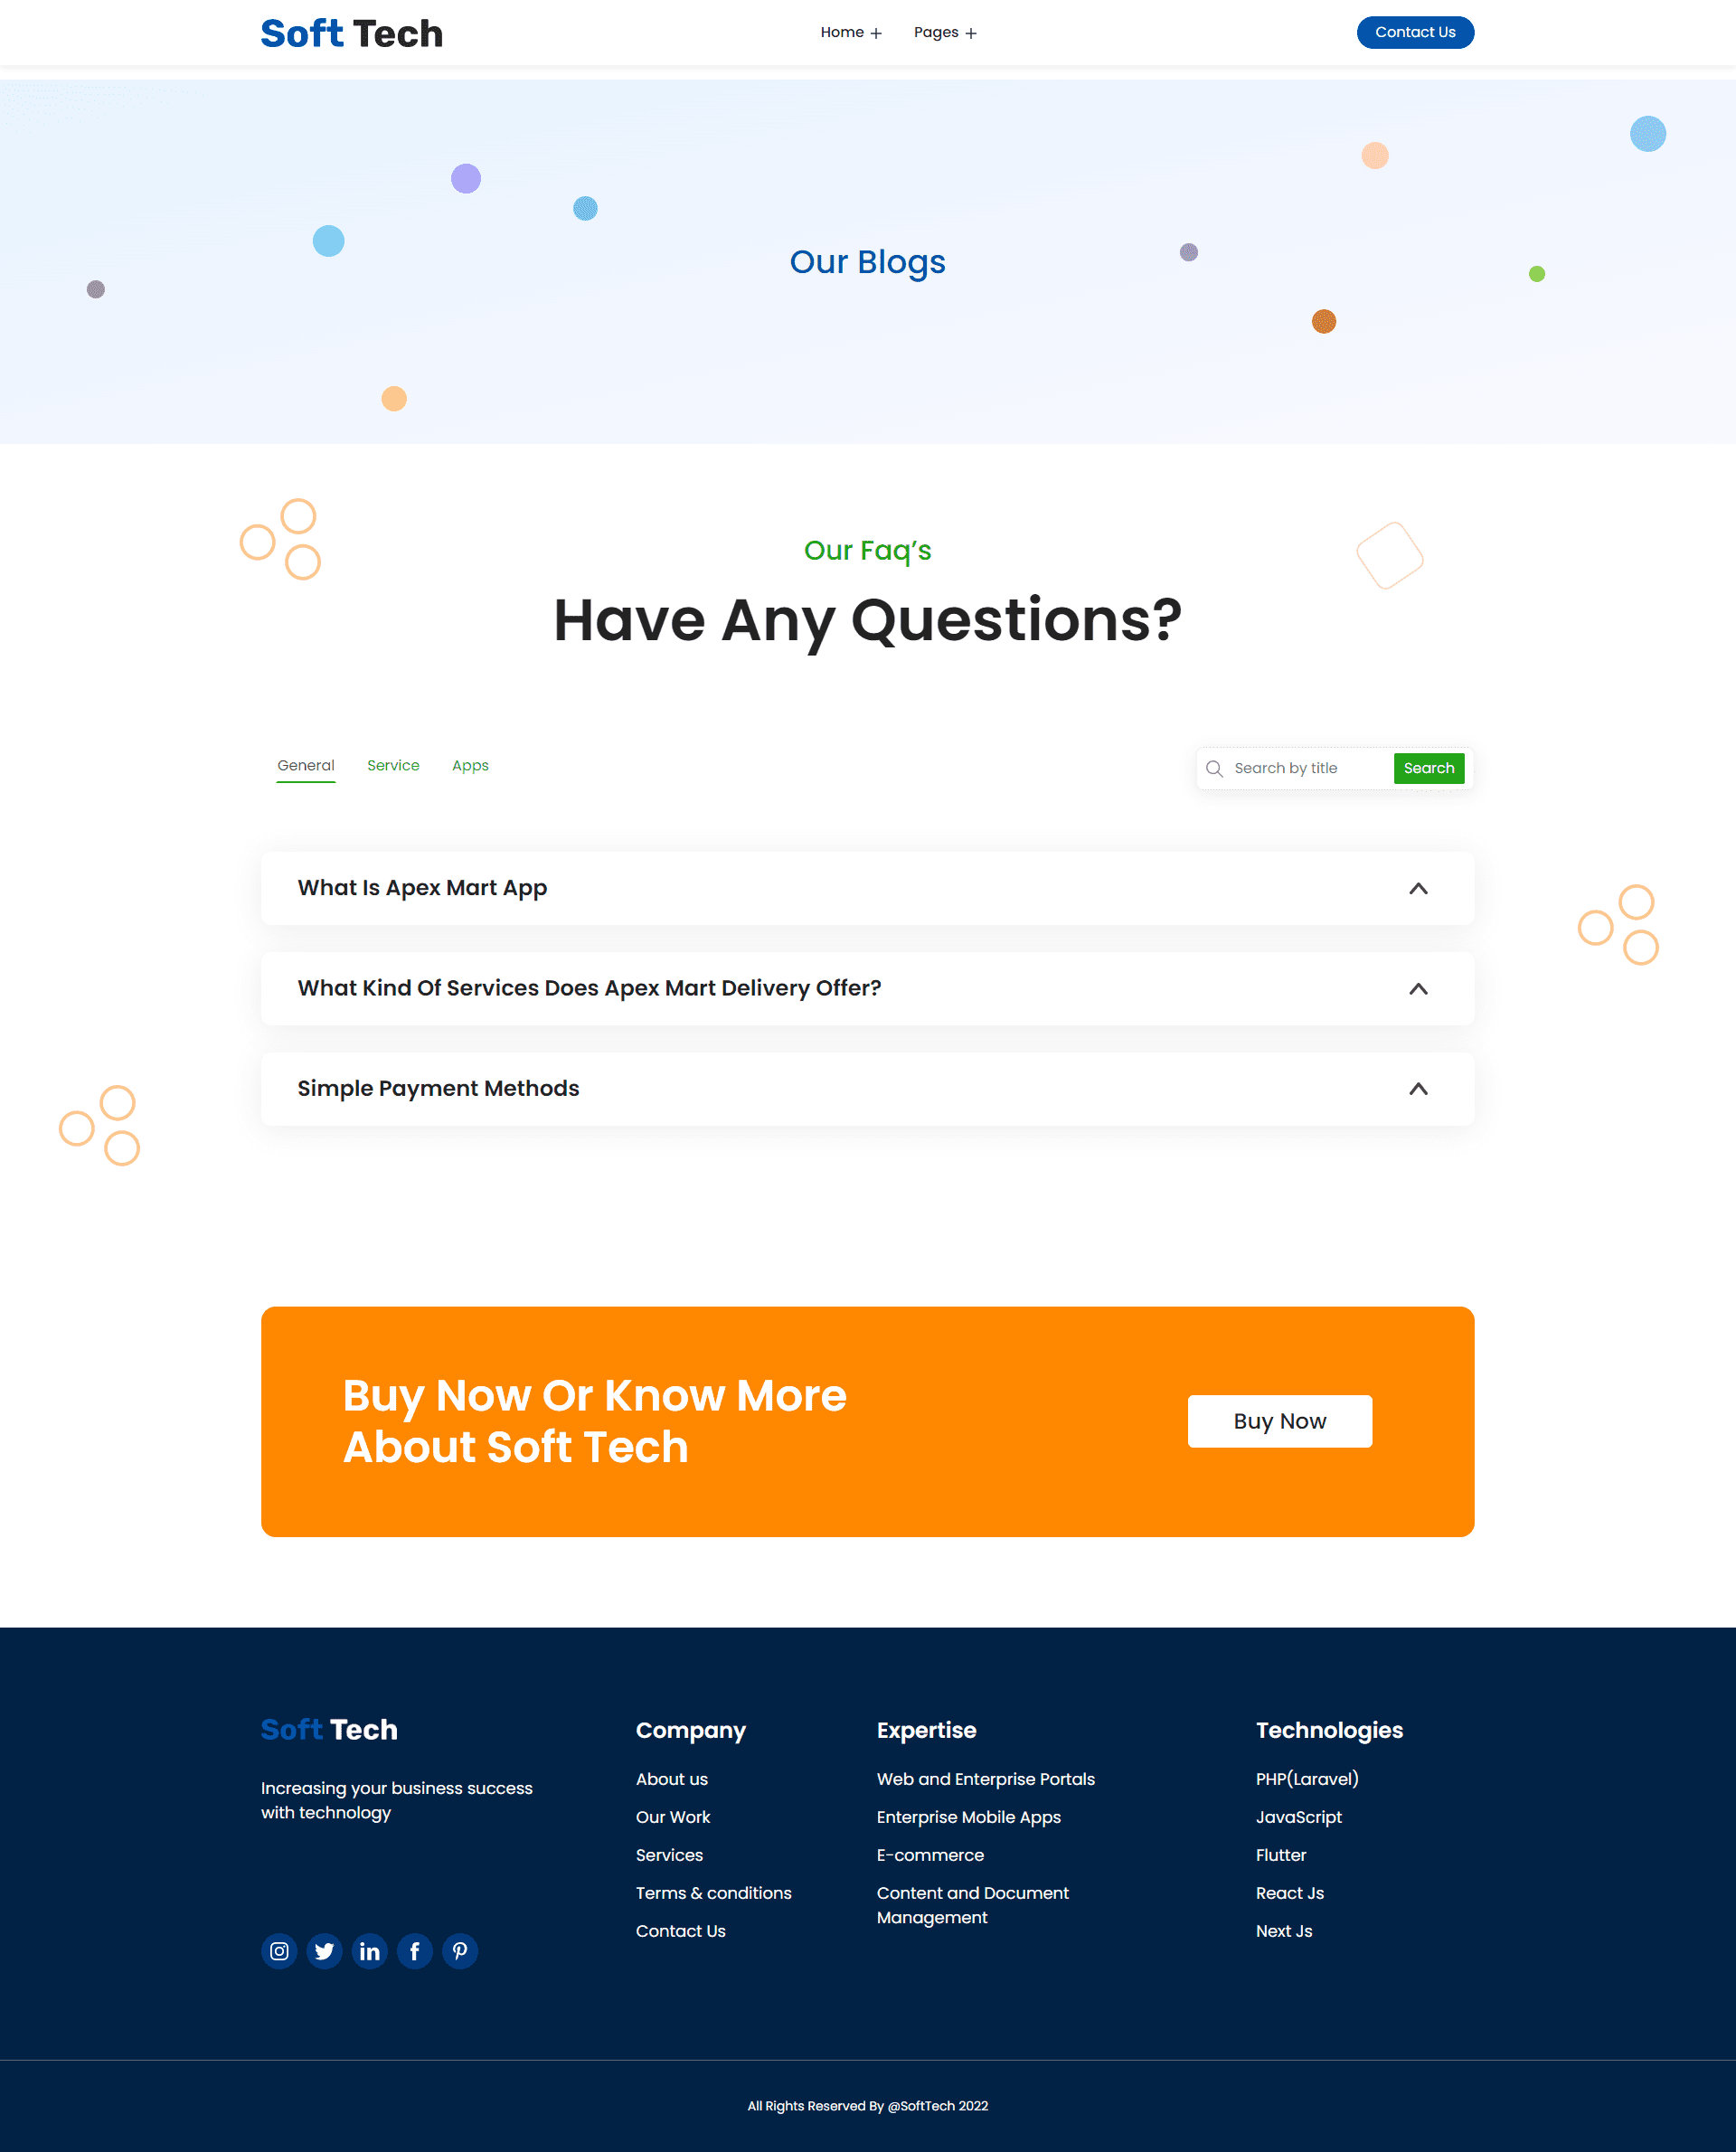 Soft Tech
Home
Pages
Contact Us
Our Blogs
Our Faq’s
Have Any Questions?
General
Service
Apps
Search by title
Search
What Is Apex Mart App
What Kind Of Services Does Apex Mart Delivery Offer?
Simple Payment Methods
Buy Now Or Know More
About Soft Tech
Buy Now
Soft Tech
Increasing your business success
with technology
Company
About us
Our Work
Services
Terms & conditions
Contact Us
Expertise
Web and Enterprise Portals
Enterprise Mobile Apps
E-commerce
Content and Document
Management
Technologies
PHP(Laravel)
JavaScript
Flutter
React Js
Next Js
All Rights Reserved By @SoftTech 2022